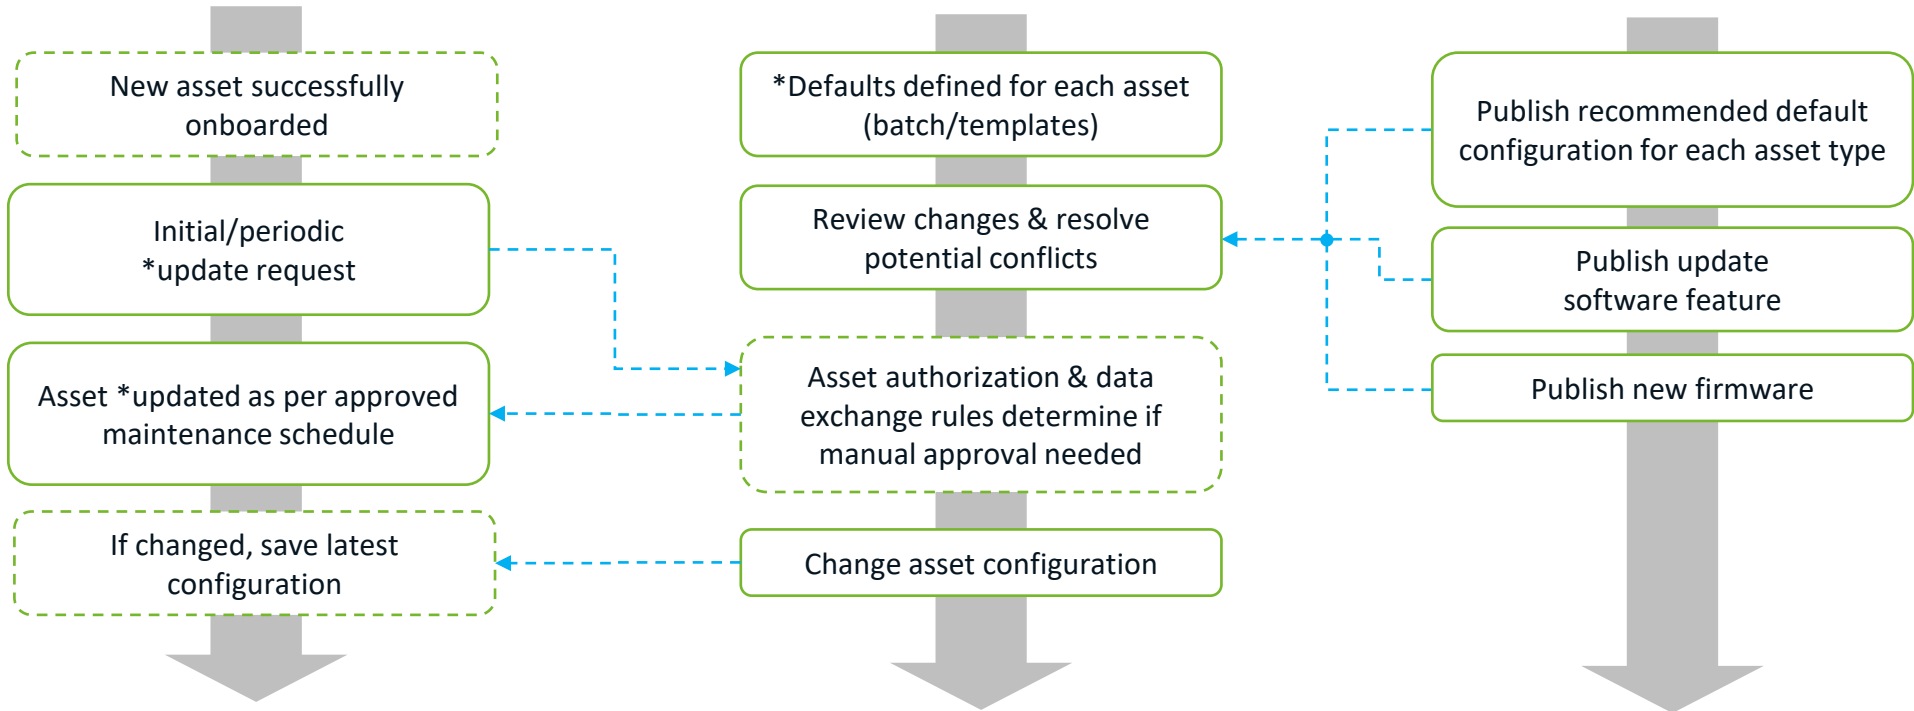 New asset successfully
onboarded
Initial/periodic
*update request
Asset *updated as per approved
maintenance schedule
If changed, save latest
configuration
*Defaults defined for each asset
(batch/templates)
Review changes & resolve
potential conflicts
Asset authorization & data
exchange rules determine if
manual approval needed
Change asset configuration
Publish recommended default
configuration for each asset type
Publish update
software feature
Publish new firmware